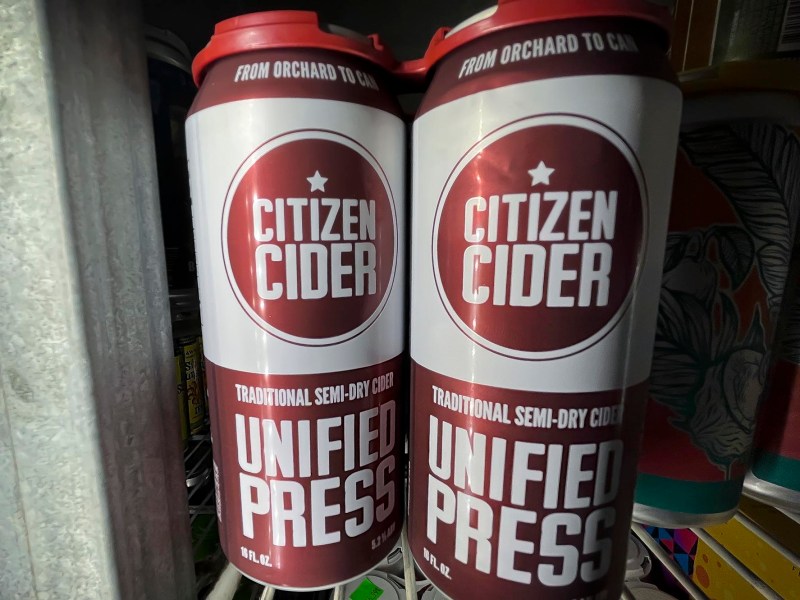 FROM ORCHARD TO CAN
CITIZEN
CIDER
TRADITIONAL SEMI-DRY CIDER
UNIFIED
PRESS
16 FL. OZ.
FROM ORCHARD TO CAN
CITIZEN
CIDER
TRADITIONAL SEMI-DRY CIDER
UNIFIED
PRESS
16 FL. OZ.